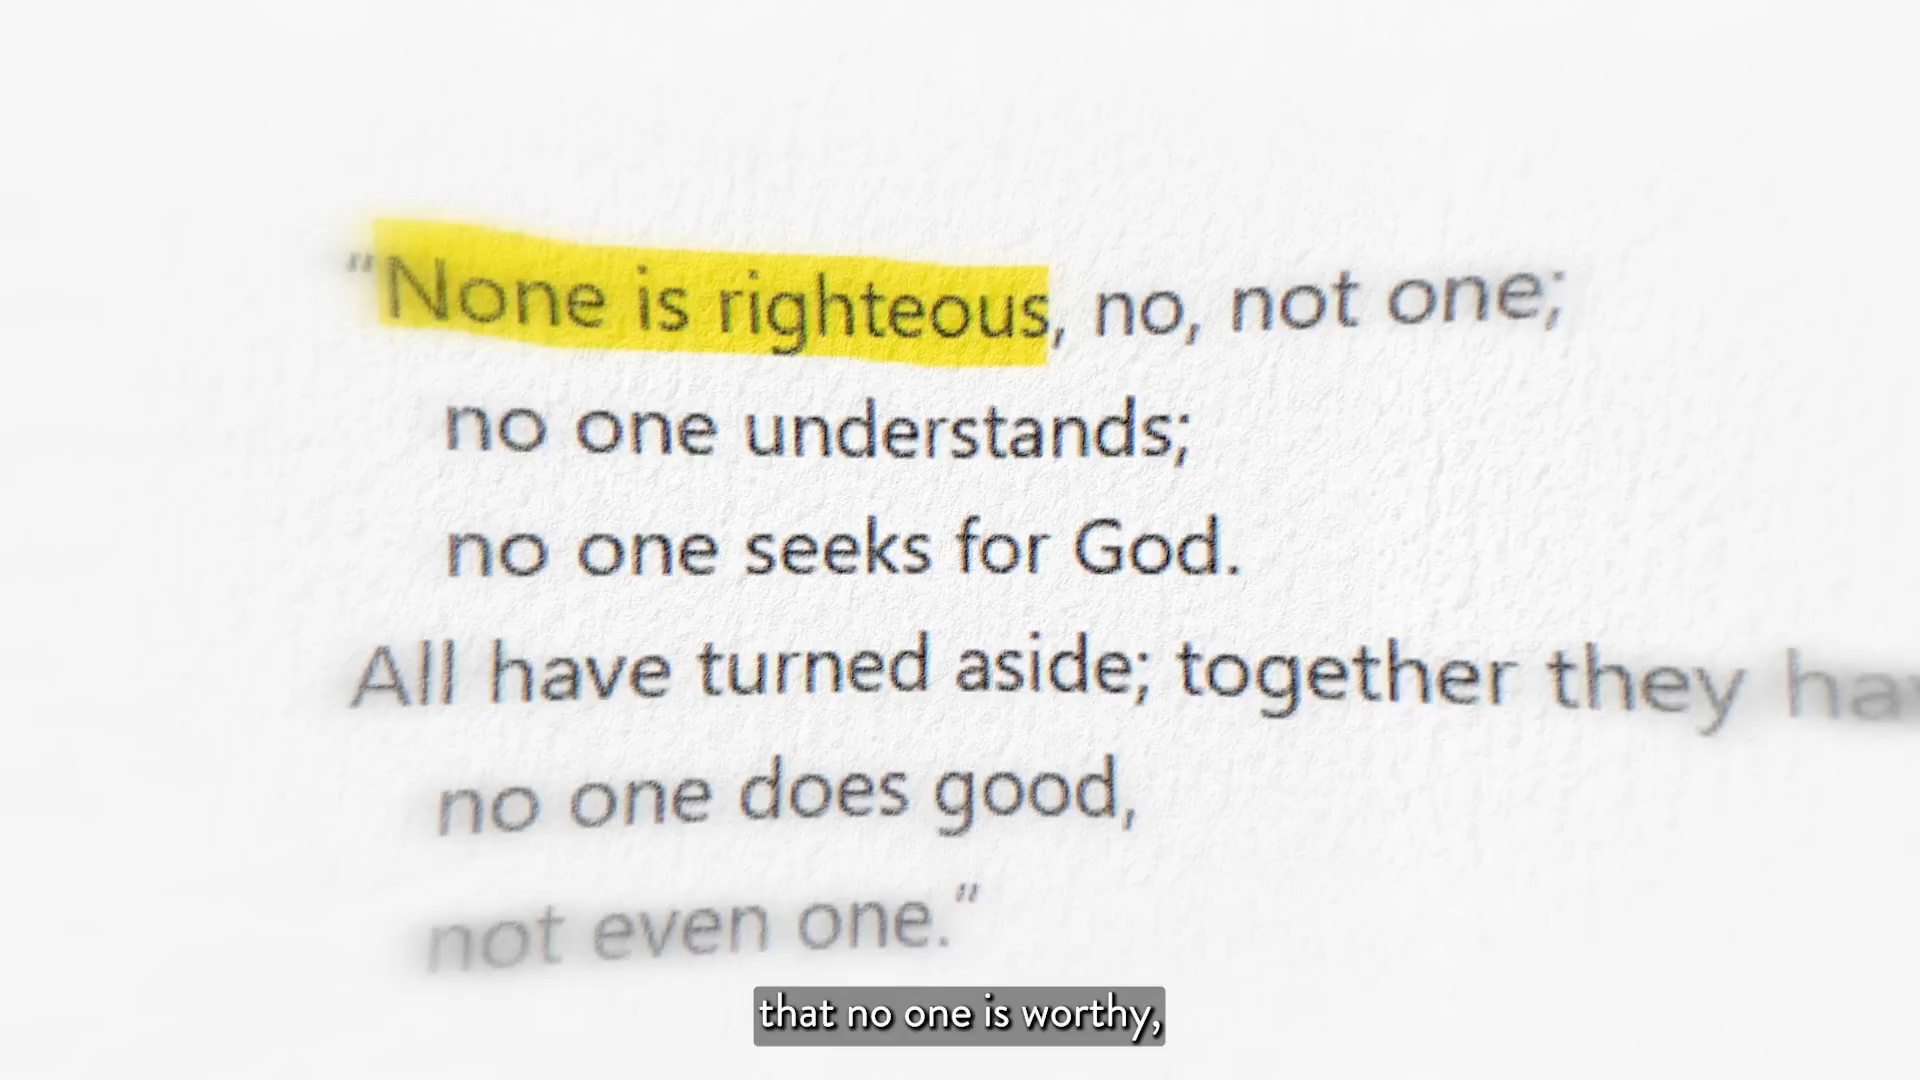 "None is righteous, no, not one;
no one understands;
no one seeks for God.
All have turned aside; together they
no one does good,
not even one."
that no one is worthy,